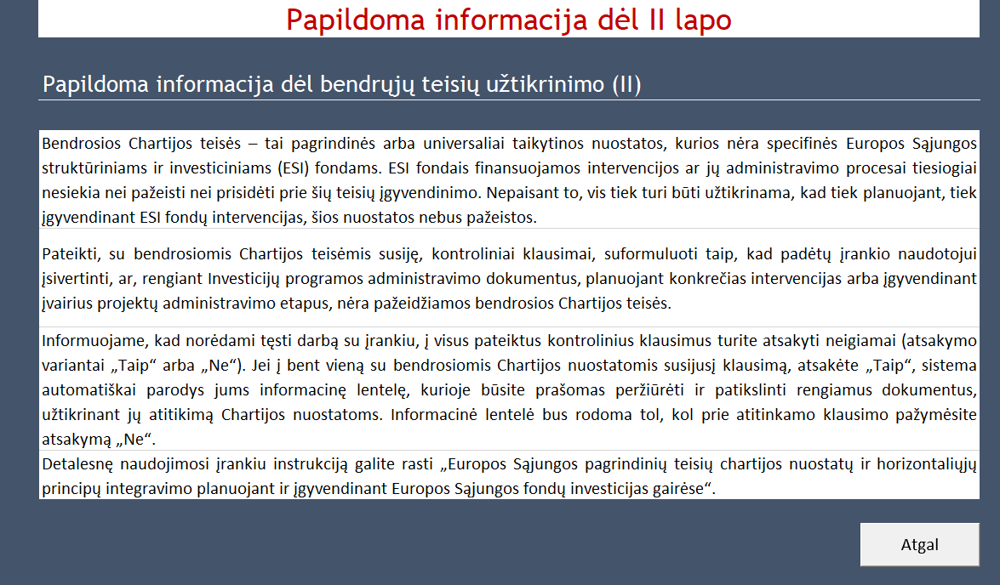 Papildoma informacija dėl II lapo
Papildoma informacija dėl bendrųjų teisių užtikrinimo (II)
Bendrosios Chartijos teisės – tai pagrindinės arba universaliai taikytinos nuostatos, kurios nėra specifinės Europos Sąjungos
struktūriniams ir investiciniams (ESI) fondams. ESI fondais finansuojamos intervencijos ar jų administravimo procesai tiesiogiai
nesiekia nei pažeisti nei prisidėti prie šių teisių įgyvendinimo. Nepaisant to, vis tiek turi būti užtikrinama, kad tiek planuojant, tiek
įgyvendinant ESI fondų intervencijas, šios nuostatos nebus pažeistos.
Pateikti, su bendrosiomis Chartijos teisėmis susiję, kontroliniai klausimai, suformuluoti taip, kad padėtų įrankio naudotojui
įsivertinti, ar, rengiant Investicijų programos administravimo dokumentus, planuojant konkrečias intervencijas arba įgyvendinant
įvairius projektų administravimo etapus, nėra pažeidžiamos bendrosios Chartijos teisės.
Informuojame, kad norėdami tęsti darbą su įrankiu, į visus pateiktus kontrolinius klausimus turite atsakyti neigiamai (atsakymo
variantai „Taip“ arba „Ne“). Jei į bent vieną su bendrosiomis Chartijos nuostatomis susijusį klausimą, atsakėte „Taip“, sistema
automatiškai parodys jums informacinę lentelę, kurioje būsite prašomas peržiūrėti ir patikslinti rengiamus dokumentus,
užtikrinant jų atitikimą Chartijos nuostatoms. Informacinė lentelė bus rodoma tol, kol prie atitinkamo klausimo pažymėsite
atsakymą „Ne“.
Detalesnę naudojimosi įrankiu instrukciją galite rasti „Europos Sąjungos pagrindinių teisių chartijos nuostatų ir horizontaliųjų
principų integravimo planuojant ir įgyvendinant Europos Sąjungos fondų investicijas gairėse“.
Atgal